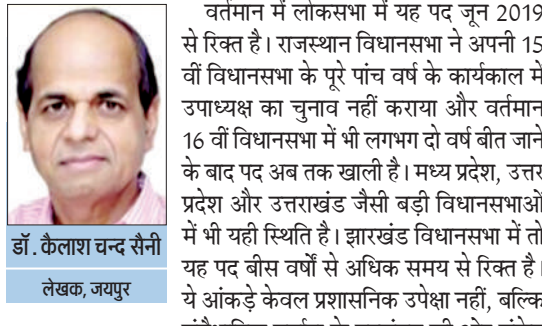 वर्तमान में लोकसभा में यह पद जून 2019
से रिक्त है। राजस्थान विधानसभा ने अपनी 15
वीं विधानसभा के पूरे पांच वर्ष के कार्यकाल में
उपाध्यक्ष का चुनाव नहीं कराया और वर्तमान
16 वीं विधानसभा में भी लगभग दो वर्ष बीत जाने
के बाद पद अब तक खाली है। मध्य प्रदेश, उत्तर
प्रदेश और उत्तराखंड जैसी बड़ी विधानसभाओं
में भी यही स्थिति है। झारखंड विधानसभा में तो
यह पद बीस वर्षों से अधिक समय से रिक्त है।
ये आंकड़े केवल प्रशासनिक उपेक्षा नहीं, बल्कि
डॉ. कैलाश चन्द सैनी
लेखक, जयपुर